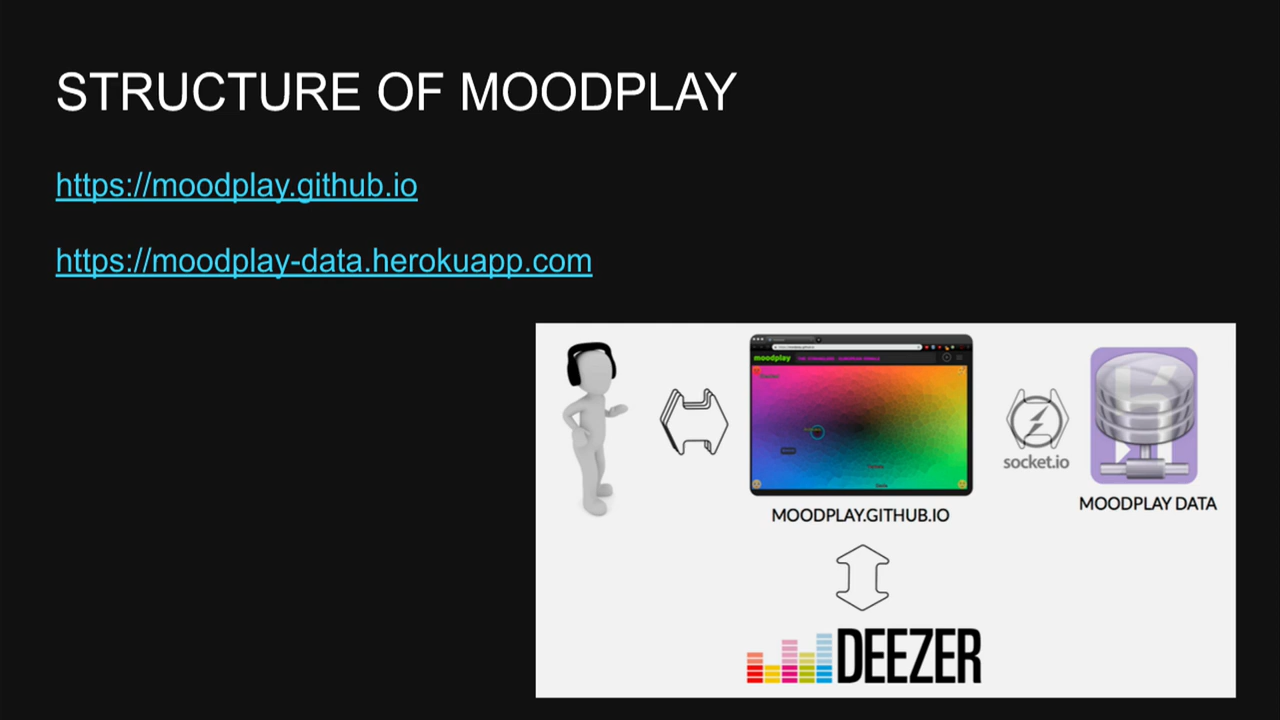 STRUCTURE OF MOODPLAY
https://moodplay.github.io
https://moodplay-data.herokuapp.com
moodplay
socket.io
MOODPLAY DATA
MOODPLAY.GITHUB.IO
DEEZER